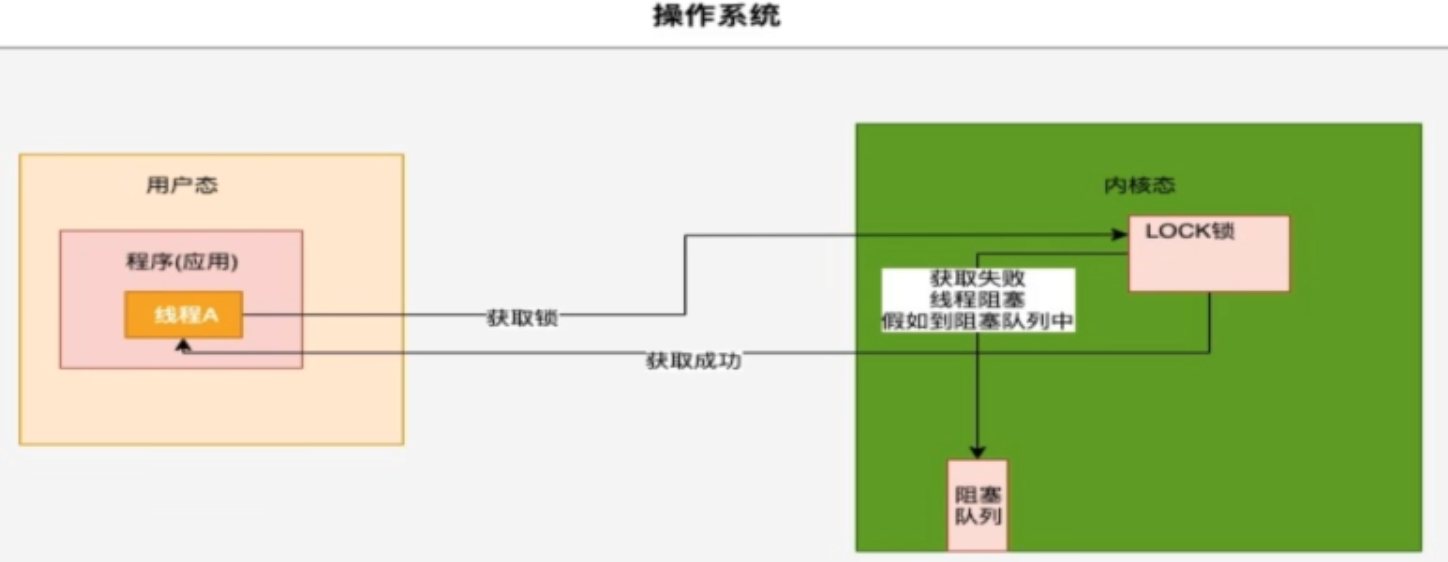 操作系统
用户态
内核态
程序(应用)
线程A
LOCK锁
获取锁
获取失败
线程阻塞
假如到阻塞队列中
获取成功
阻塞
队列